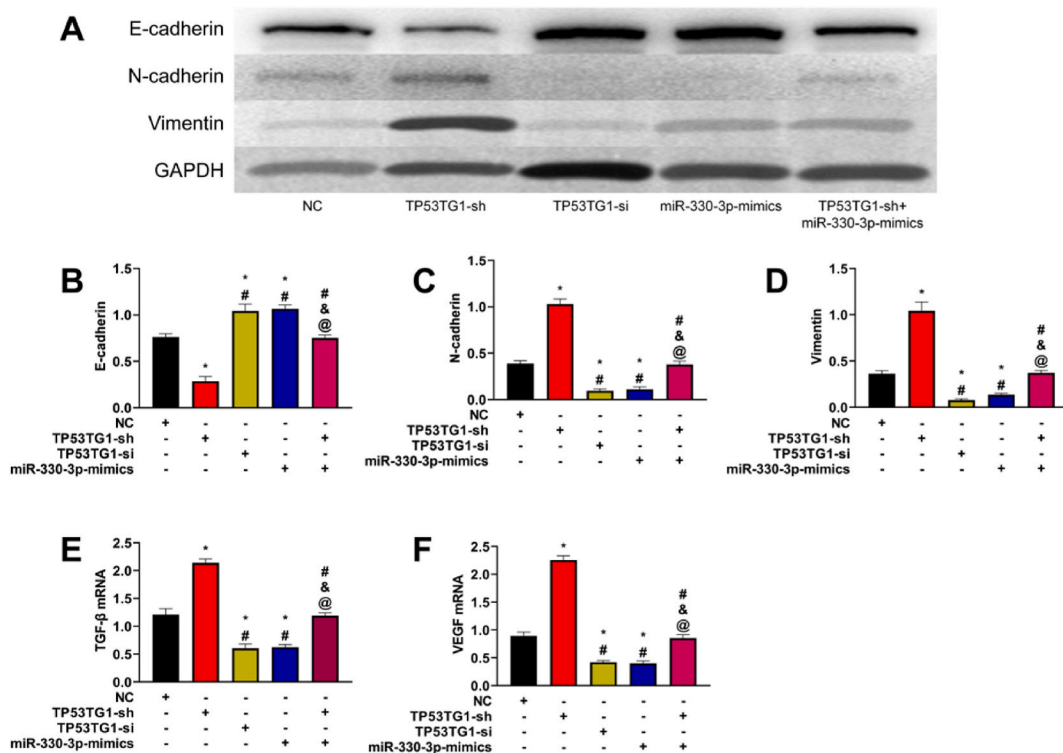 A
E-cadherin
N-cadherin
Vimentin
GAPDH
NC TP53TG1-sh TP53TG1-si miR-330-3p-mimics TP53TG1-sh+
miR-330-3p-mimics
B
E-cadherin
1.5
1.0
0.5
0.0
*
* #
* #
# & @
NC + - - - -
TP53TG1-sh - + - - +
TP53TG1-si - - + - -
miR-330-3p-mimics - - - + +
C
N-cadherin
1.5
1.0
0.5
0.0
*
* #
* #
# & @
NC + - - - -
TP53TG1-sh - + - - +
TP53TG1-si - - + - -
miR-330-3p-mimics - - - + +
D
Vimentin
1.5
1.0
0.5
0.0
*
* #
* #
# & @
NC + - - - -
TP53TG1-sh - + - - +
TP53TG1-si - - + - -
miR-330-3p-mimics - - - + +
E
TGF-β mRNA
2.5
2.0
1.5
1.0
0.5
0.0
*
* #
* #
# & @
NC + - - - -
TP53TG1-sh - + - - +
TP53TG1-si - - + - -
miR-330-3p-mimics - - - + +
F
VEGF mRNA
2.5
2.0
1.5
1.0
0.5
0.0
*
* #
* #
# & @
NC + - - - -
TP53TG1-sh - + - - +
TP53TG1-si - - + - -
miR-330-3p-mimics - - - + +